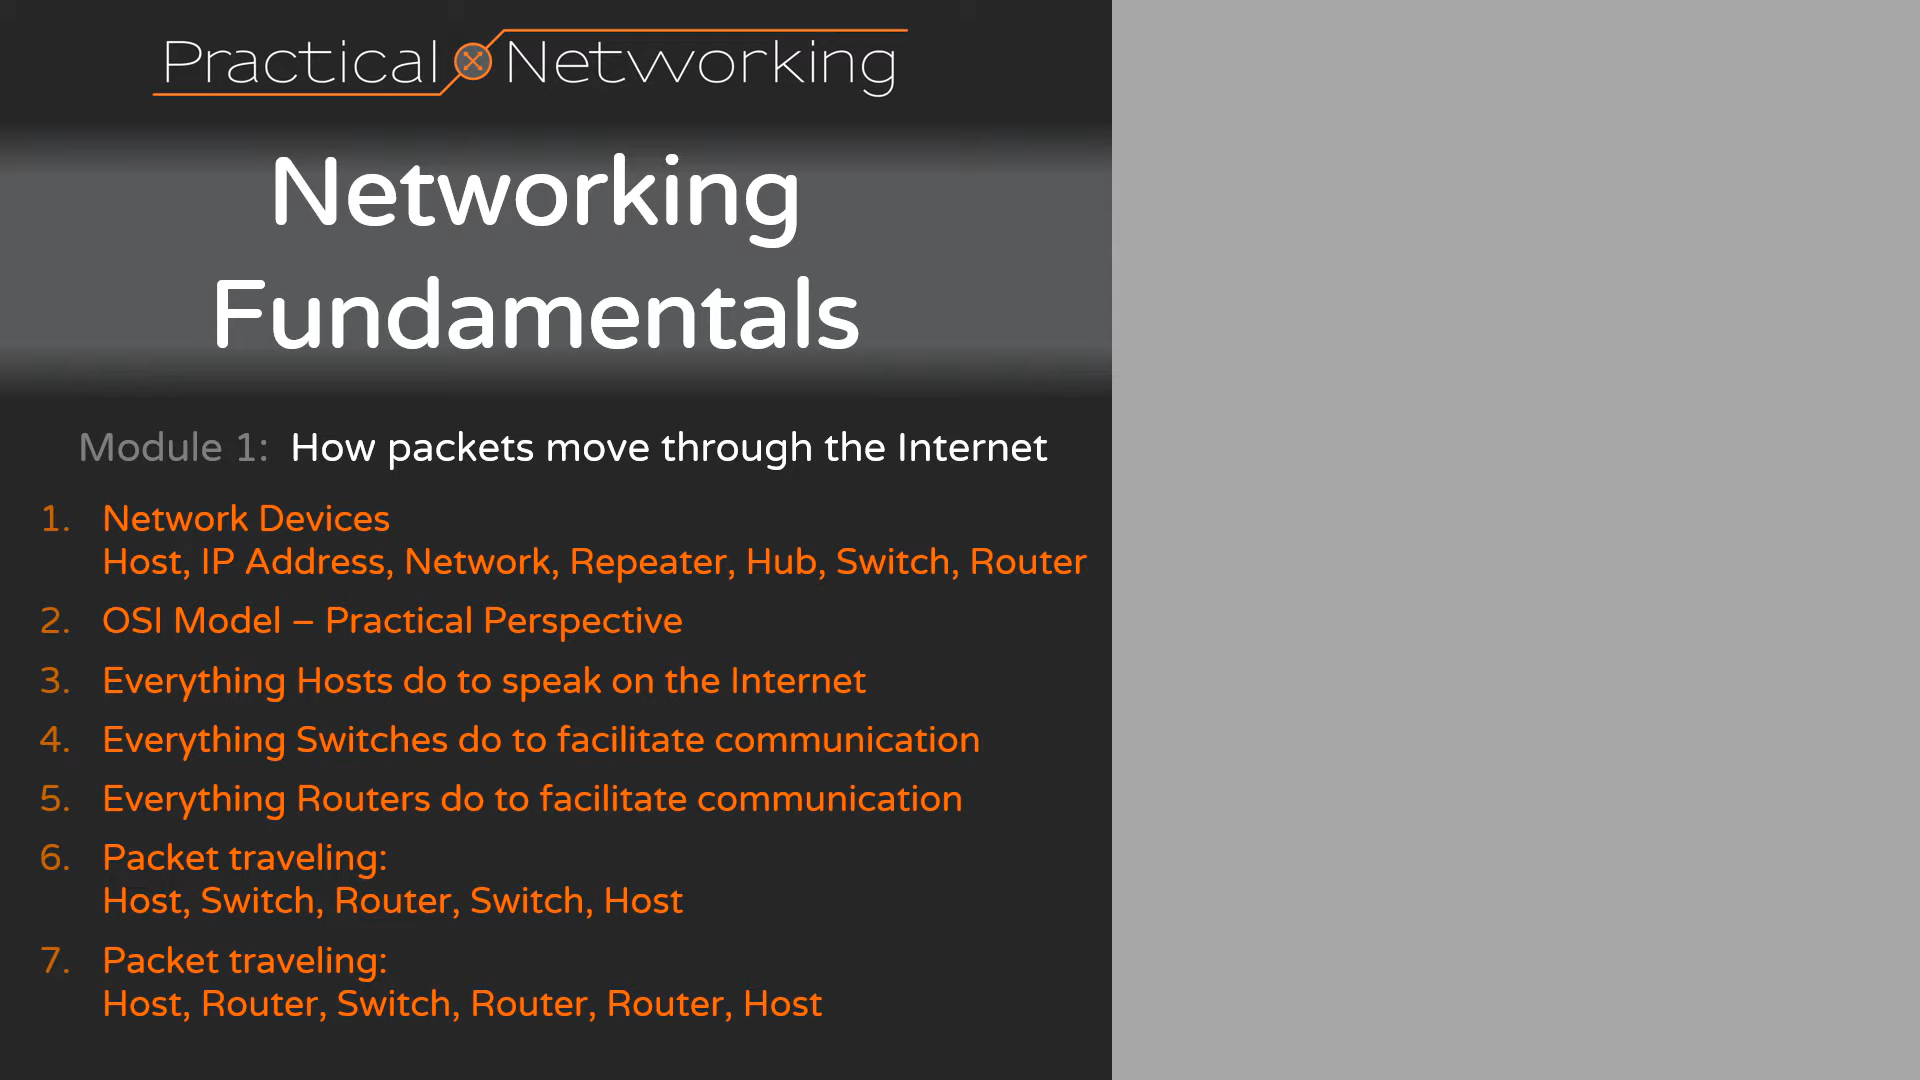 Practical Networking
Networking
Fundamentals
Module 1: How packets move through the Internet
1. Network Devices
Host, IP Address, Network, Repeater, Hub, Switch, Router
2. OSI Model – Practical Perspective
3. Everything Hosts do to speak on the Internet
4. Everything Switches do to facilitate communication
5. Everything Routers do to facilitate communication
6. Packet traveling:
Host, Switch, Router, Switch, Host
7. Packet traveling:
Host, Router, Switch, Router, Router, Host